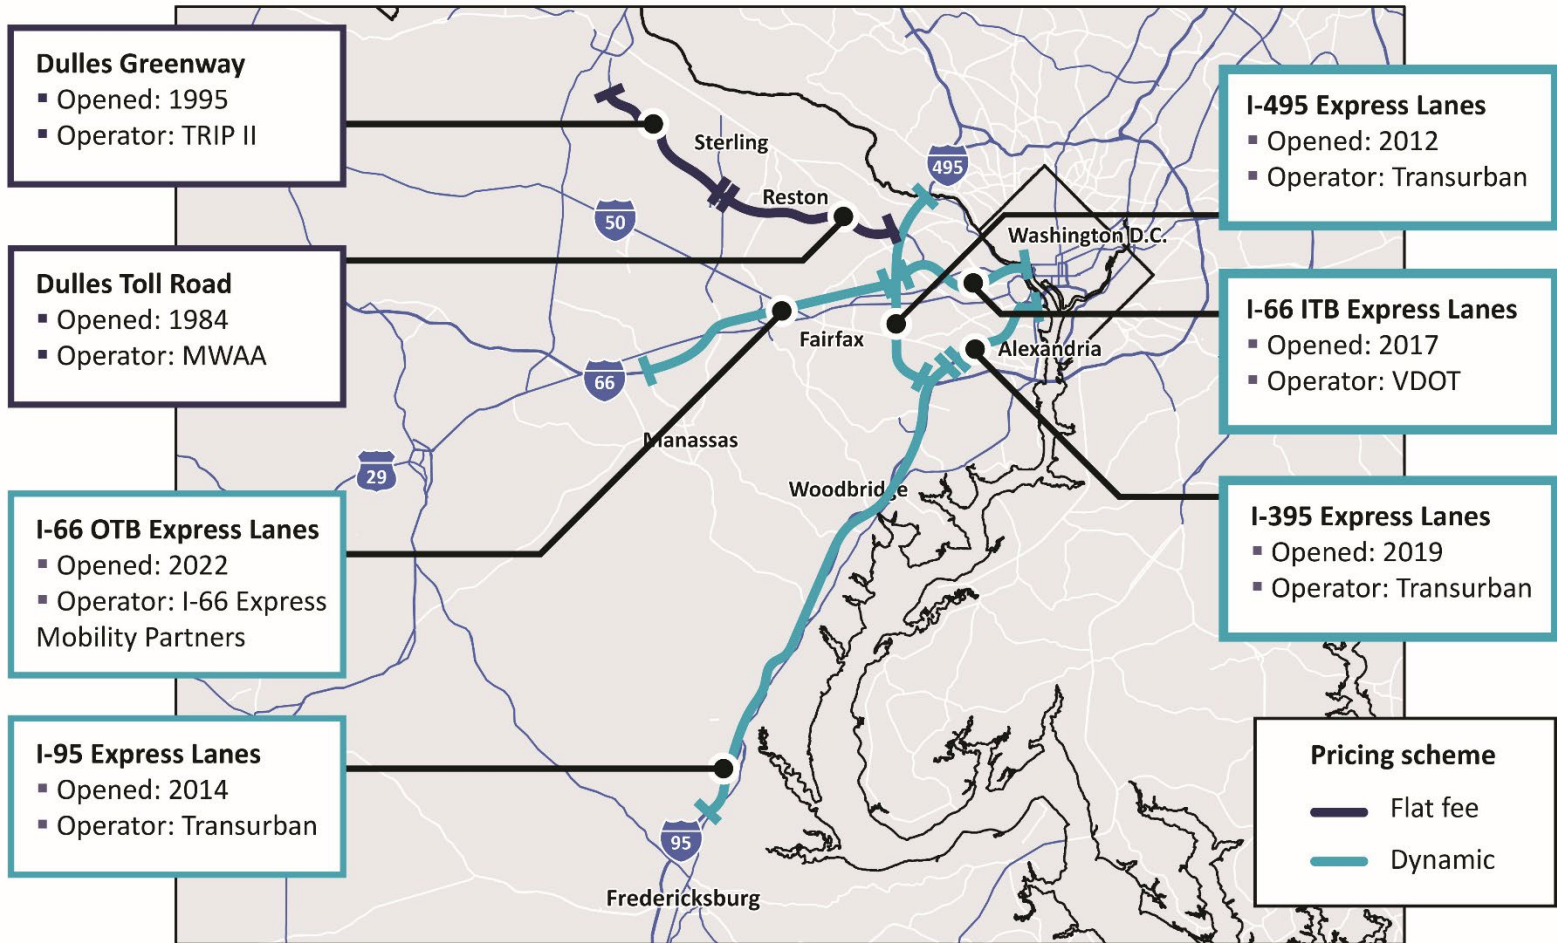 Dulles Greenway
▪ Opened: 1995
▪ Operator: TRIP II
Dulles Toll Road
▪ Opened: 1984
▪ Operator: MWAA
I-66 OTB Express Lanes
▪ Opened: 2022
▪ Operator: I-66 Express
Mobility Partners
I-95 Express Lanes
▪ Opened: 2014
▪ Operator: Transurban
Sterling
Reston
495
50
Washington D.C.
Fairfax
Alexandria
66
Manassas
29
Woodbridge
95
Fredericksburg
I-495 Express Lanes
▪ Opened: 2012
▪ Operator: Transurban
I-66 ITB Express Lanes
▪ Opened: 2017
▪ Operator: VDOT
I-395 Express Lanes
▪ Opened: 2019
▪ Operator: Transurban
Pricing scheme
Flat fee
Dynamic